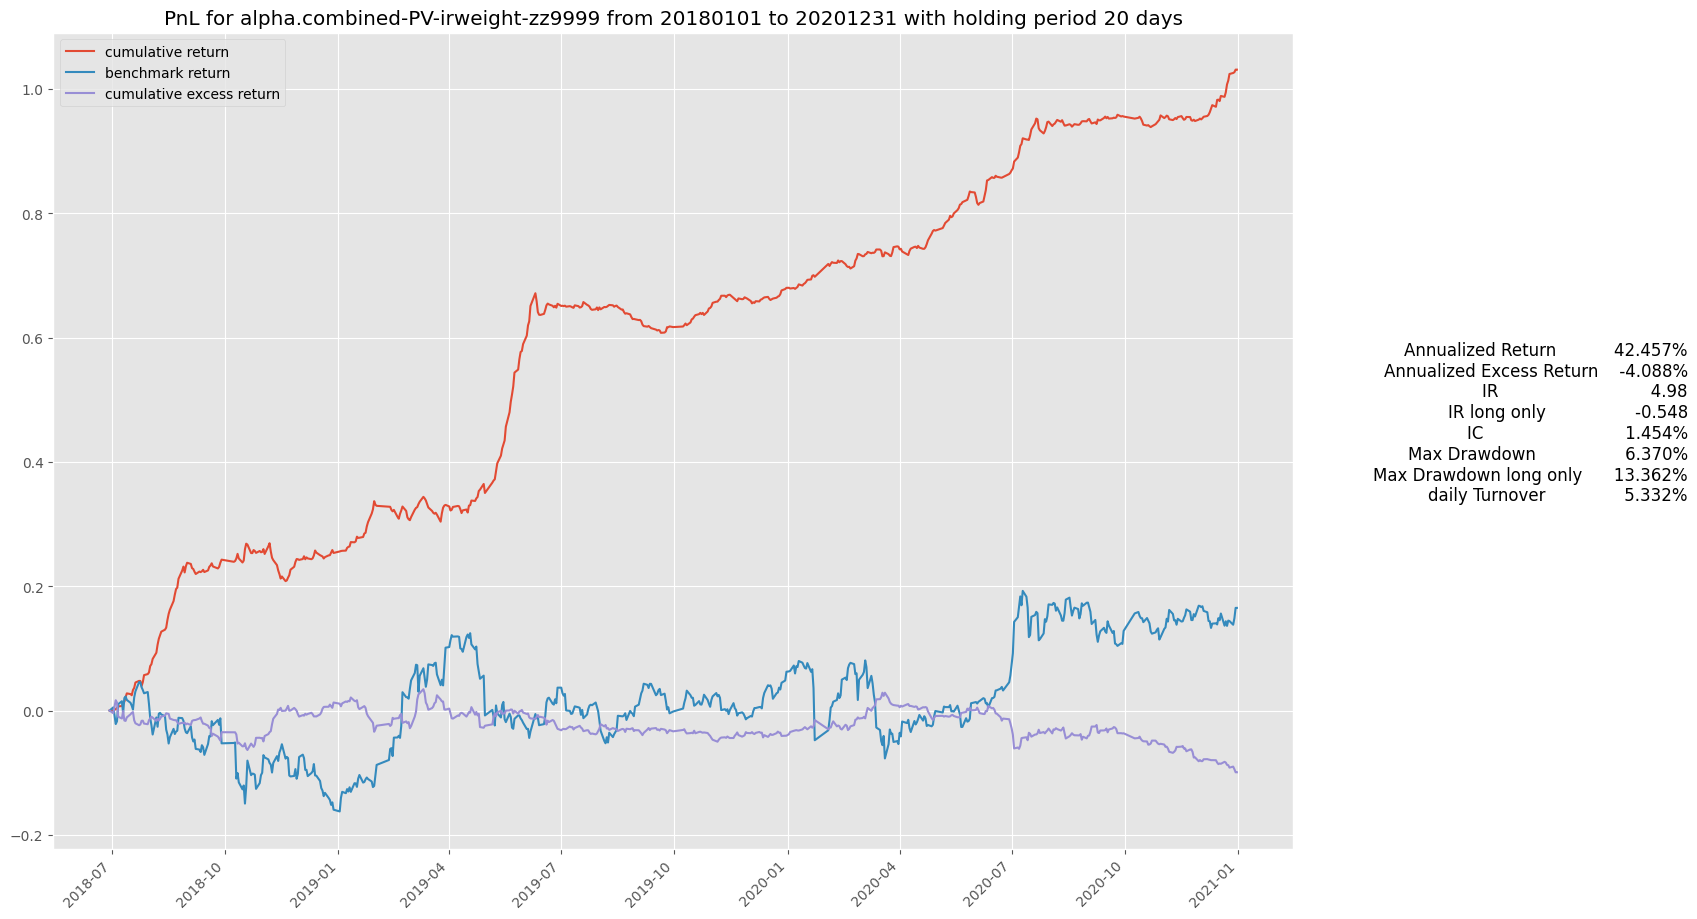 PnL for alpha.combined-PV-irweight-zz9999 from 20180101 to 20201231 with holding period 20 days
cumulative return
benchmark return
cumulative excess return
1.0
0.8
0.6
0.4
0.2
0.0
−0.2
2018-07
2018-10
2019-01
2019-04
2019-07
2019-10
2020-01
2020-04
2020-07
2020-10
2021-01
Annualized Return 42.457%
Annualized Excess Return -4.088%
IR 4.98
IR long only -0.548
IC 1.454%
Max Drawdown 6.370%
Max Drawdown long only 13.362%
daily Turnover 5.332%